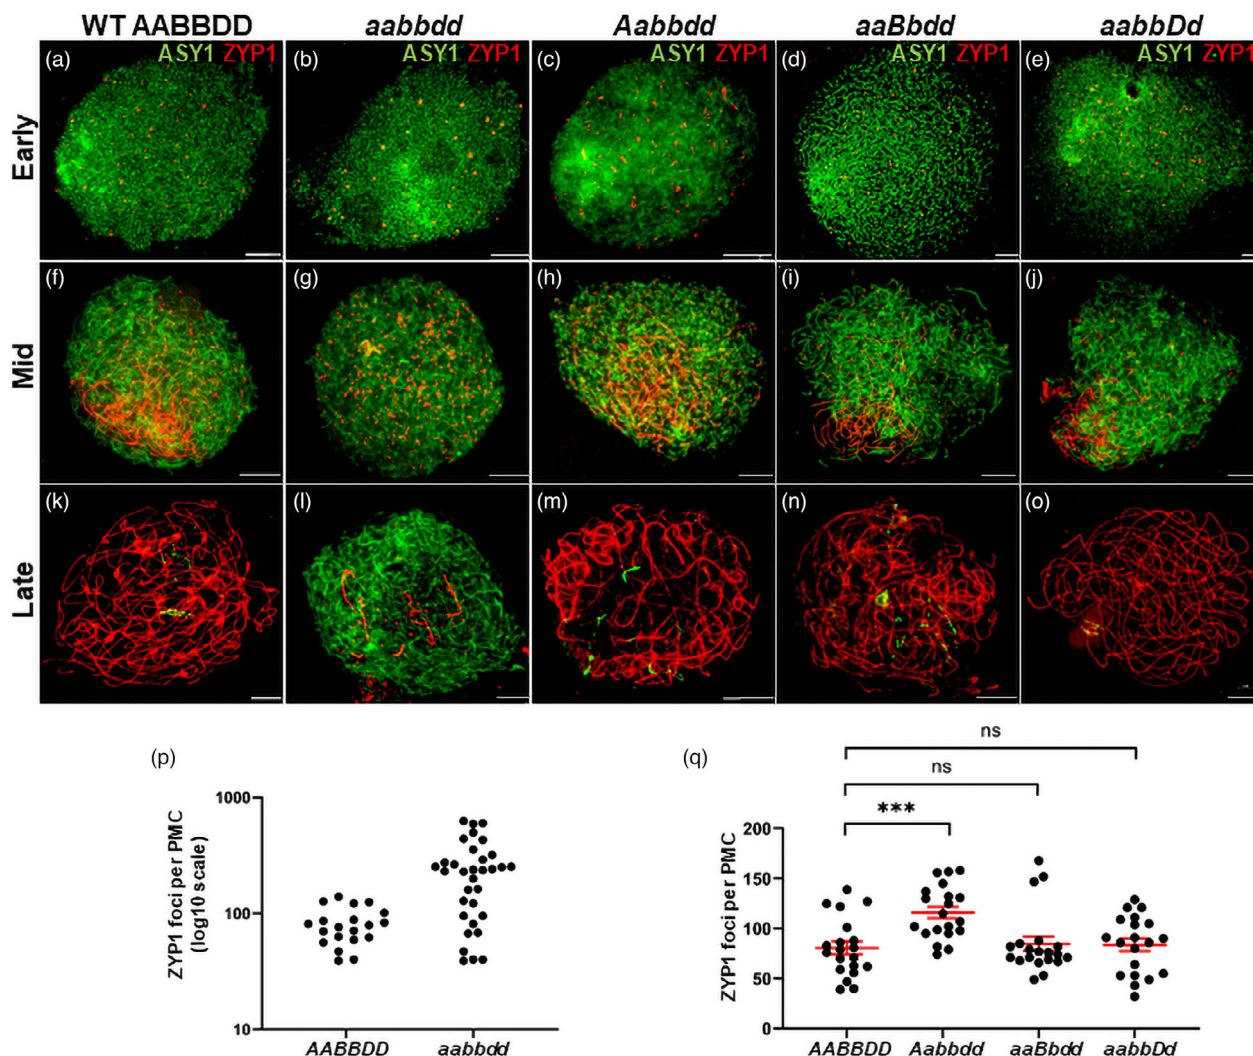 WT AABBDD aabbdd Aabbdd aaBbdd aabbDd
(a) ASY1 ZYP1 (b) ASY1 ZYP1 (c) ASY1 ZYP1 (d) ASY1 ZYP1 (e) ASY1 ZYP1
Early
(f) (g) (h) (i) (j)
Mid
(k) (l) (m) (n) (o)
Late
(p)
ZYP1 foci per PMC
(log10 scale)
1000
100
10
AABBDD aabbdd
(q)
ns
ns
***
ZYP1 foci per PMC
200
150
100
50
0
AABBDD Aabbdd aaBbdd aabbDd